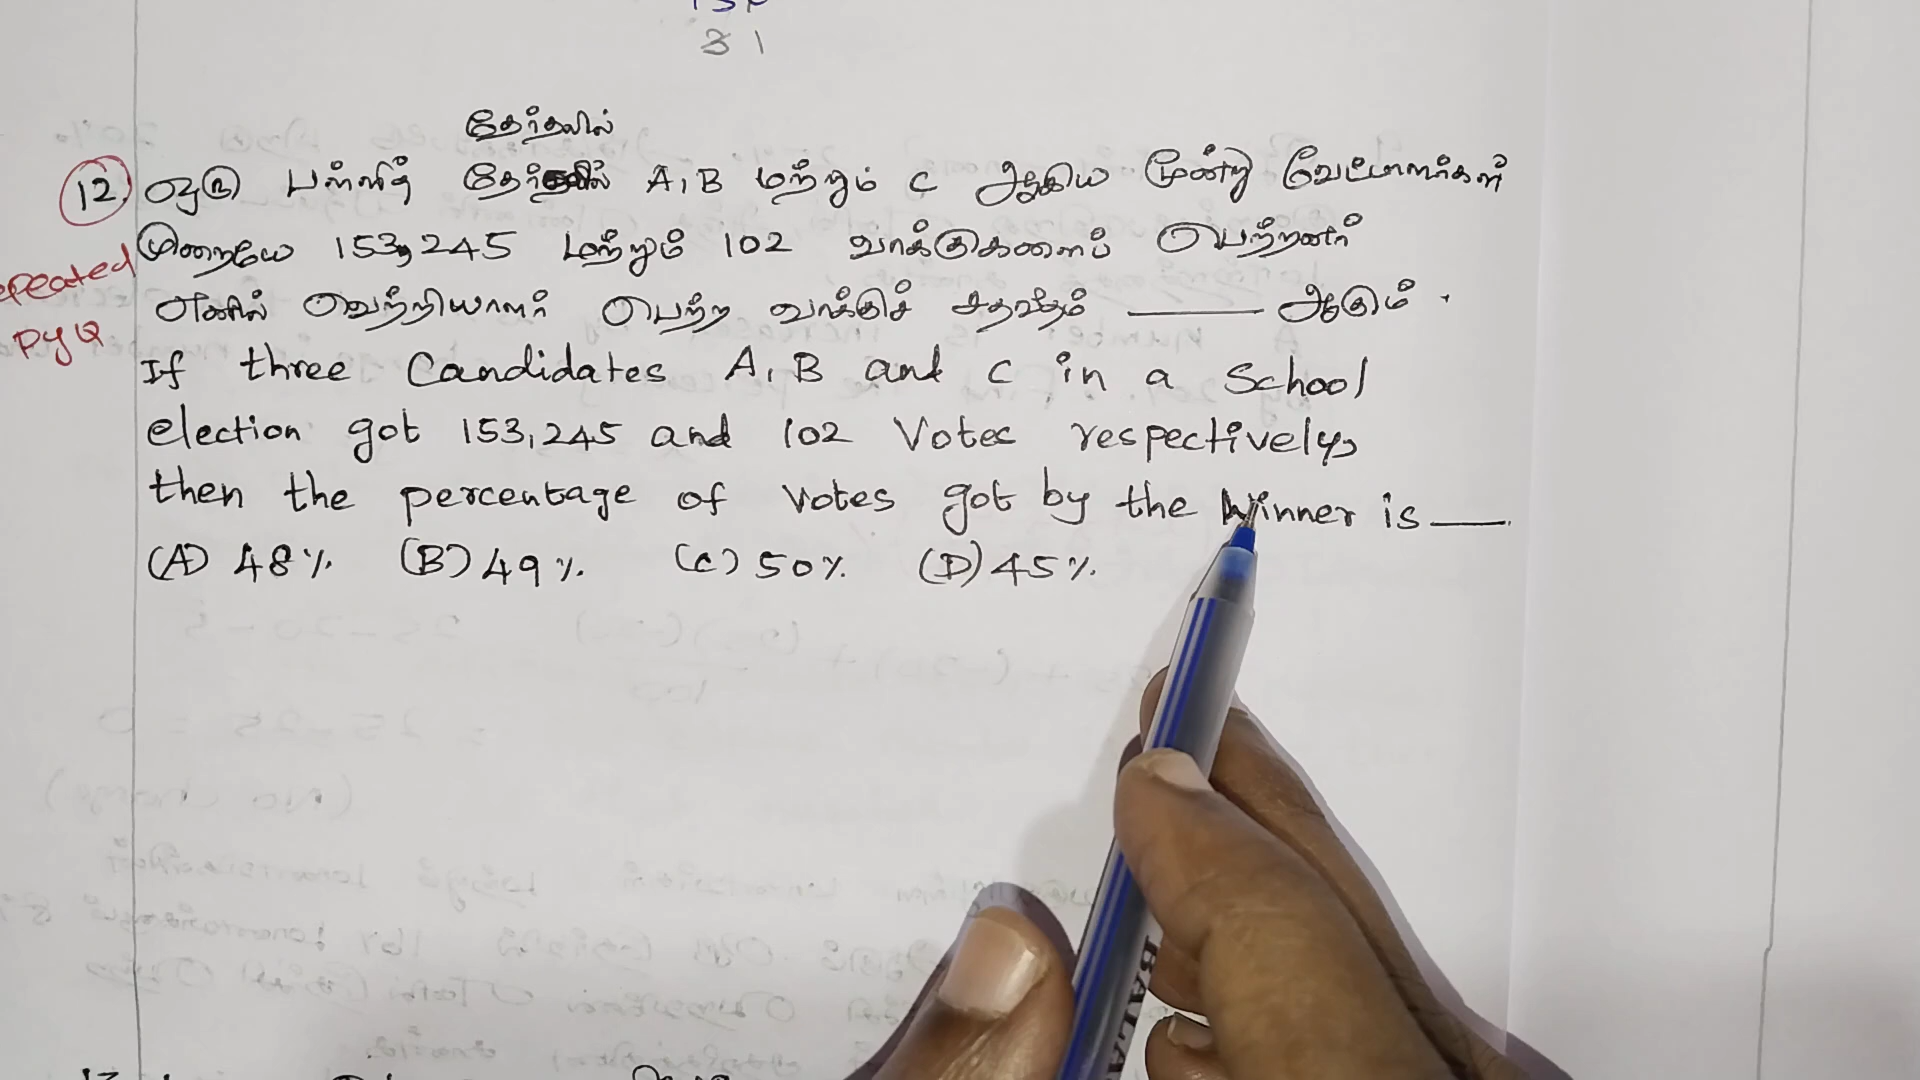 31
தேர்தலில்
12. ஒரு பள்ளித் தேர்தலில் A, B மற்றும் C ஆகிய மூன்று வேட்பாளர்கள்
முறையே 153, 245 மற்றும் 102 வாக்குகளைப் பெற்றனர்
எனில் வெற்றியாளர் பெற்ற வாக்குச் சதவீதம் ______ ஆகும்.
epeated
PYQ
If three Candidates A, B and C in a School
election got 153, 245 and 102 Votes respectively,
then the percentage of votes got by the Winner is ____.
(A) 48% (B) 49% (C) 50% (D) 45%